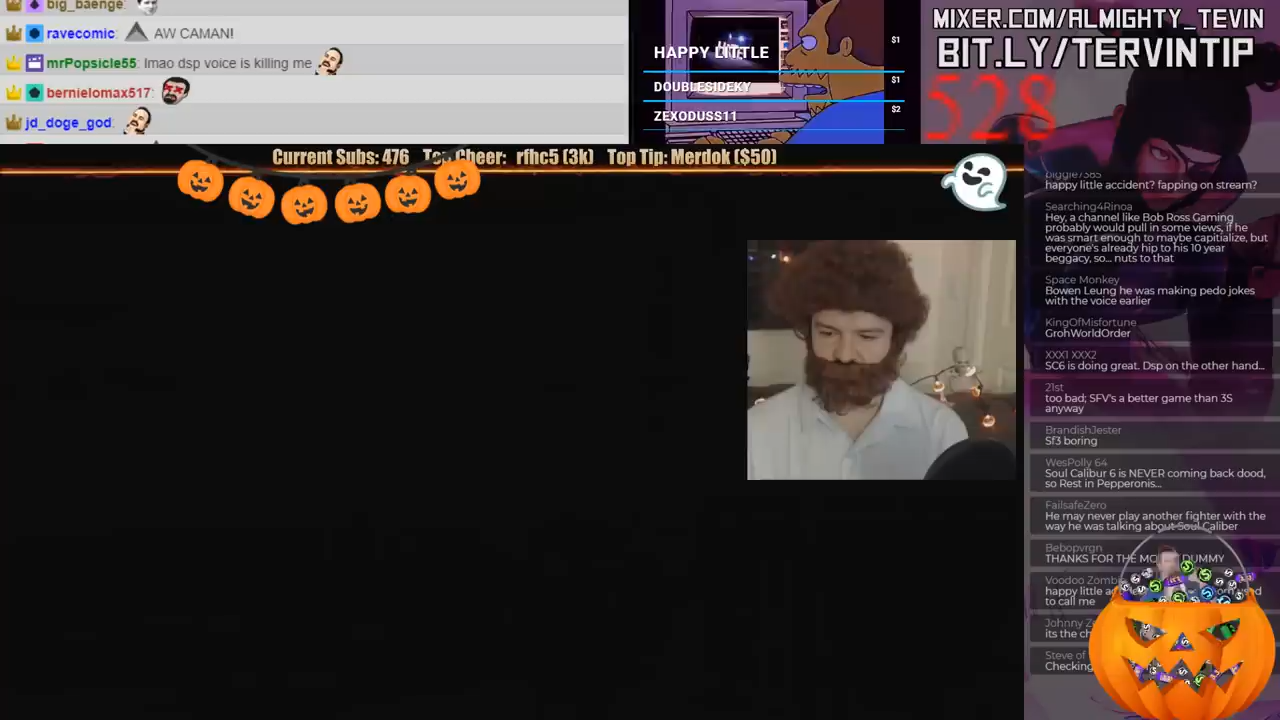 big_baenge:
ravecomic: AW CAMAN!
mrPopsicle55: lmao dsp voice is killing me
bernielomax517:
jd_doge_god:
HAPPY LITTLE $1
DOUBLESIDEKY $1
ZEXODUSS11 $2
MIXER.COM/ALMIGHTY_TEVIN
BIT.LY/TERVINTIP
528
Current Subs: 476 Top Cheer: rfhc5 (3k) Top Tip: Merdok ($50)
biggie7385
happy little accident? fapping on stream?
Searching4Rinoa
Hey, a channel like Bob Ross Gaming
probably would pull in some views, if he
was smart enough to maybe capitialize, but
everyone's already hip to his 10 year
beggacy, so... nuts to that
Space Monkey
Bowen Leung he was making pedo jokes
with the voice earlier
KingOfMisfortune
GrohWorldOrder
XXX1 XXX2
SC6 is doing great. Dsp on the other hand...
21st
too bad; SFV's a better game than 3S
anyway
BrandishJester
Sf3 boring
WesPolly 64
Soul Calibur 6 is NEVER coming back dood,
so Rest in Pepperonis...
FailsafeZero
He may never play another fighter with the
way he was talking about Soul Caliber
Bebopvrgn
THANKS FOR THE DUMMY
Voodoo
happy little
to call me
Johnny
its the
Steve of
Checking